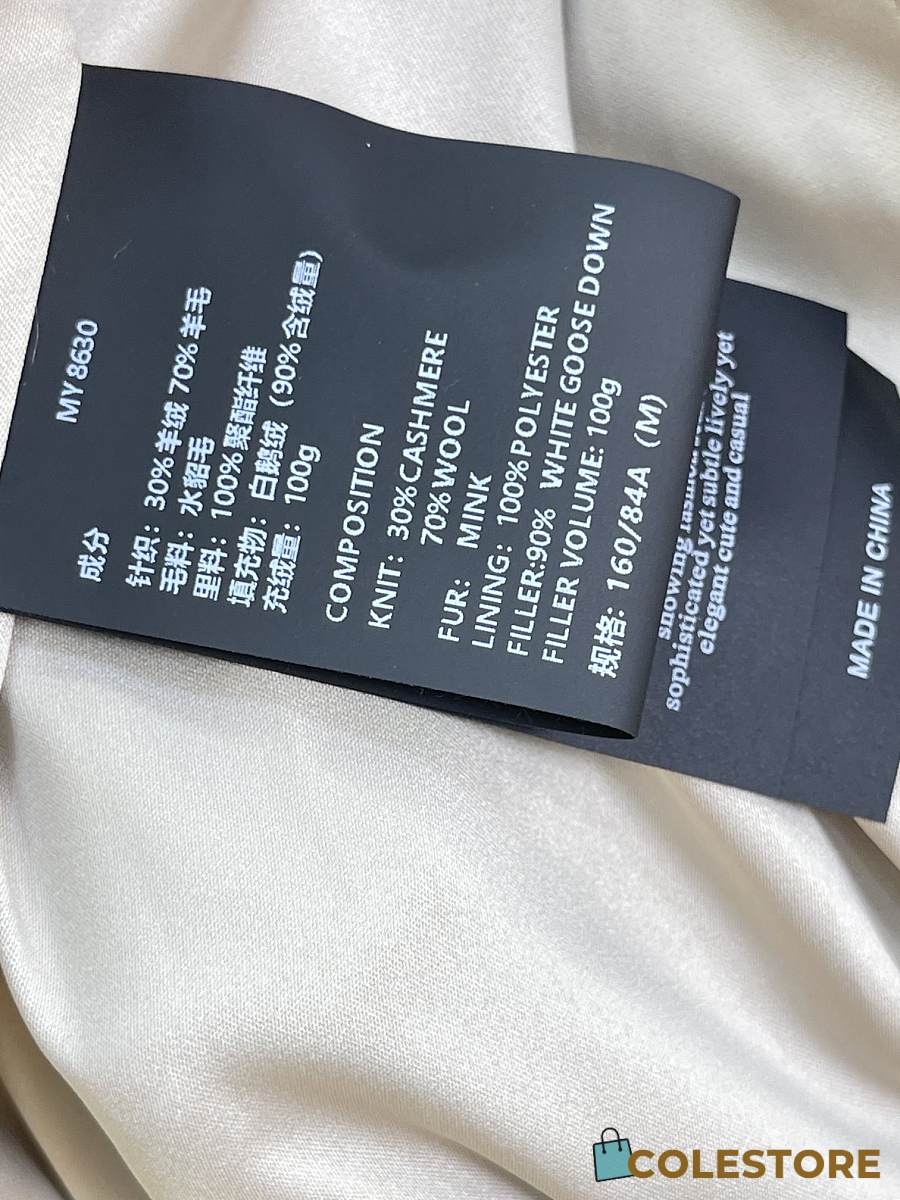 MY 8630
成分
针织：30%羊绒 70%羊毛
毛料：水貂毛
里料：100%聚酯纤维
填充物：白鹅绒（90%含绒量）
充绒量：100g
COMPOSITION
KNIT: 30%CASHMERE
70%WOOL
FUR: MINK
LINING: 100%POLYESTER
FILLER:90% WHITE GOOSE DOWN
FILLER VOLUME: 100g
规格：160/84A（M）
sophisticated yet subtle lively yet
elegant cute and casual
MADE IN CHINA
COLESTORE